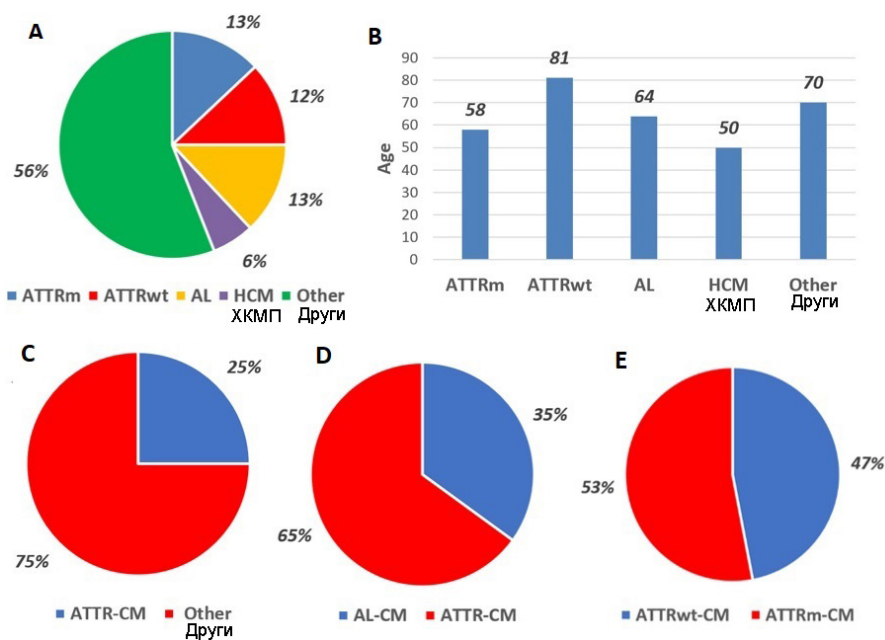 A
13%
12%
13%
6%
56%
ATTRm ATTRwt AL HCM Other
ХКМП Други
B
90
80
70
60
50
40
30
20
10
0
Age
58
81
64
50
70
ATTRm ATTRwt AL HCM Other
ХКМП Други
C
25%
75%
ATTR-CM Other
Други
D
35%
65%
AL-CM ATTR-CM
E
47%
53%
ATTRwt-CM ATTRm-CM